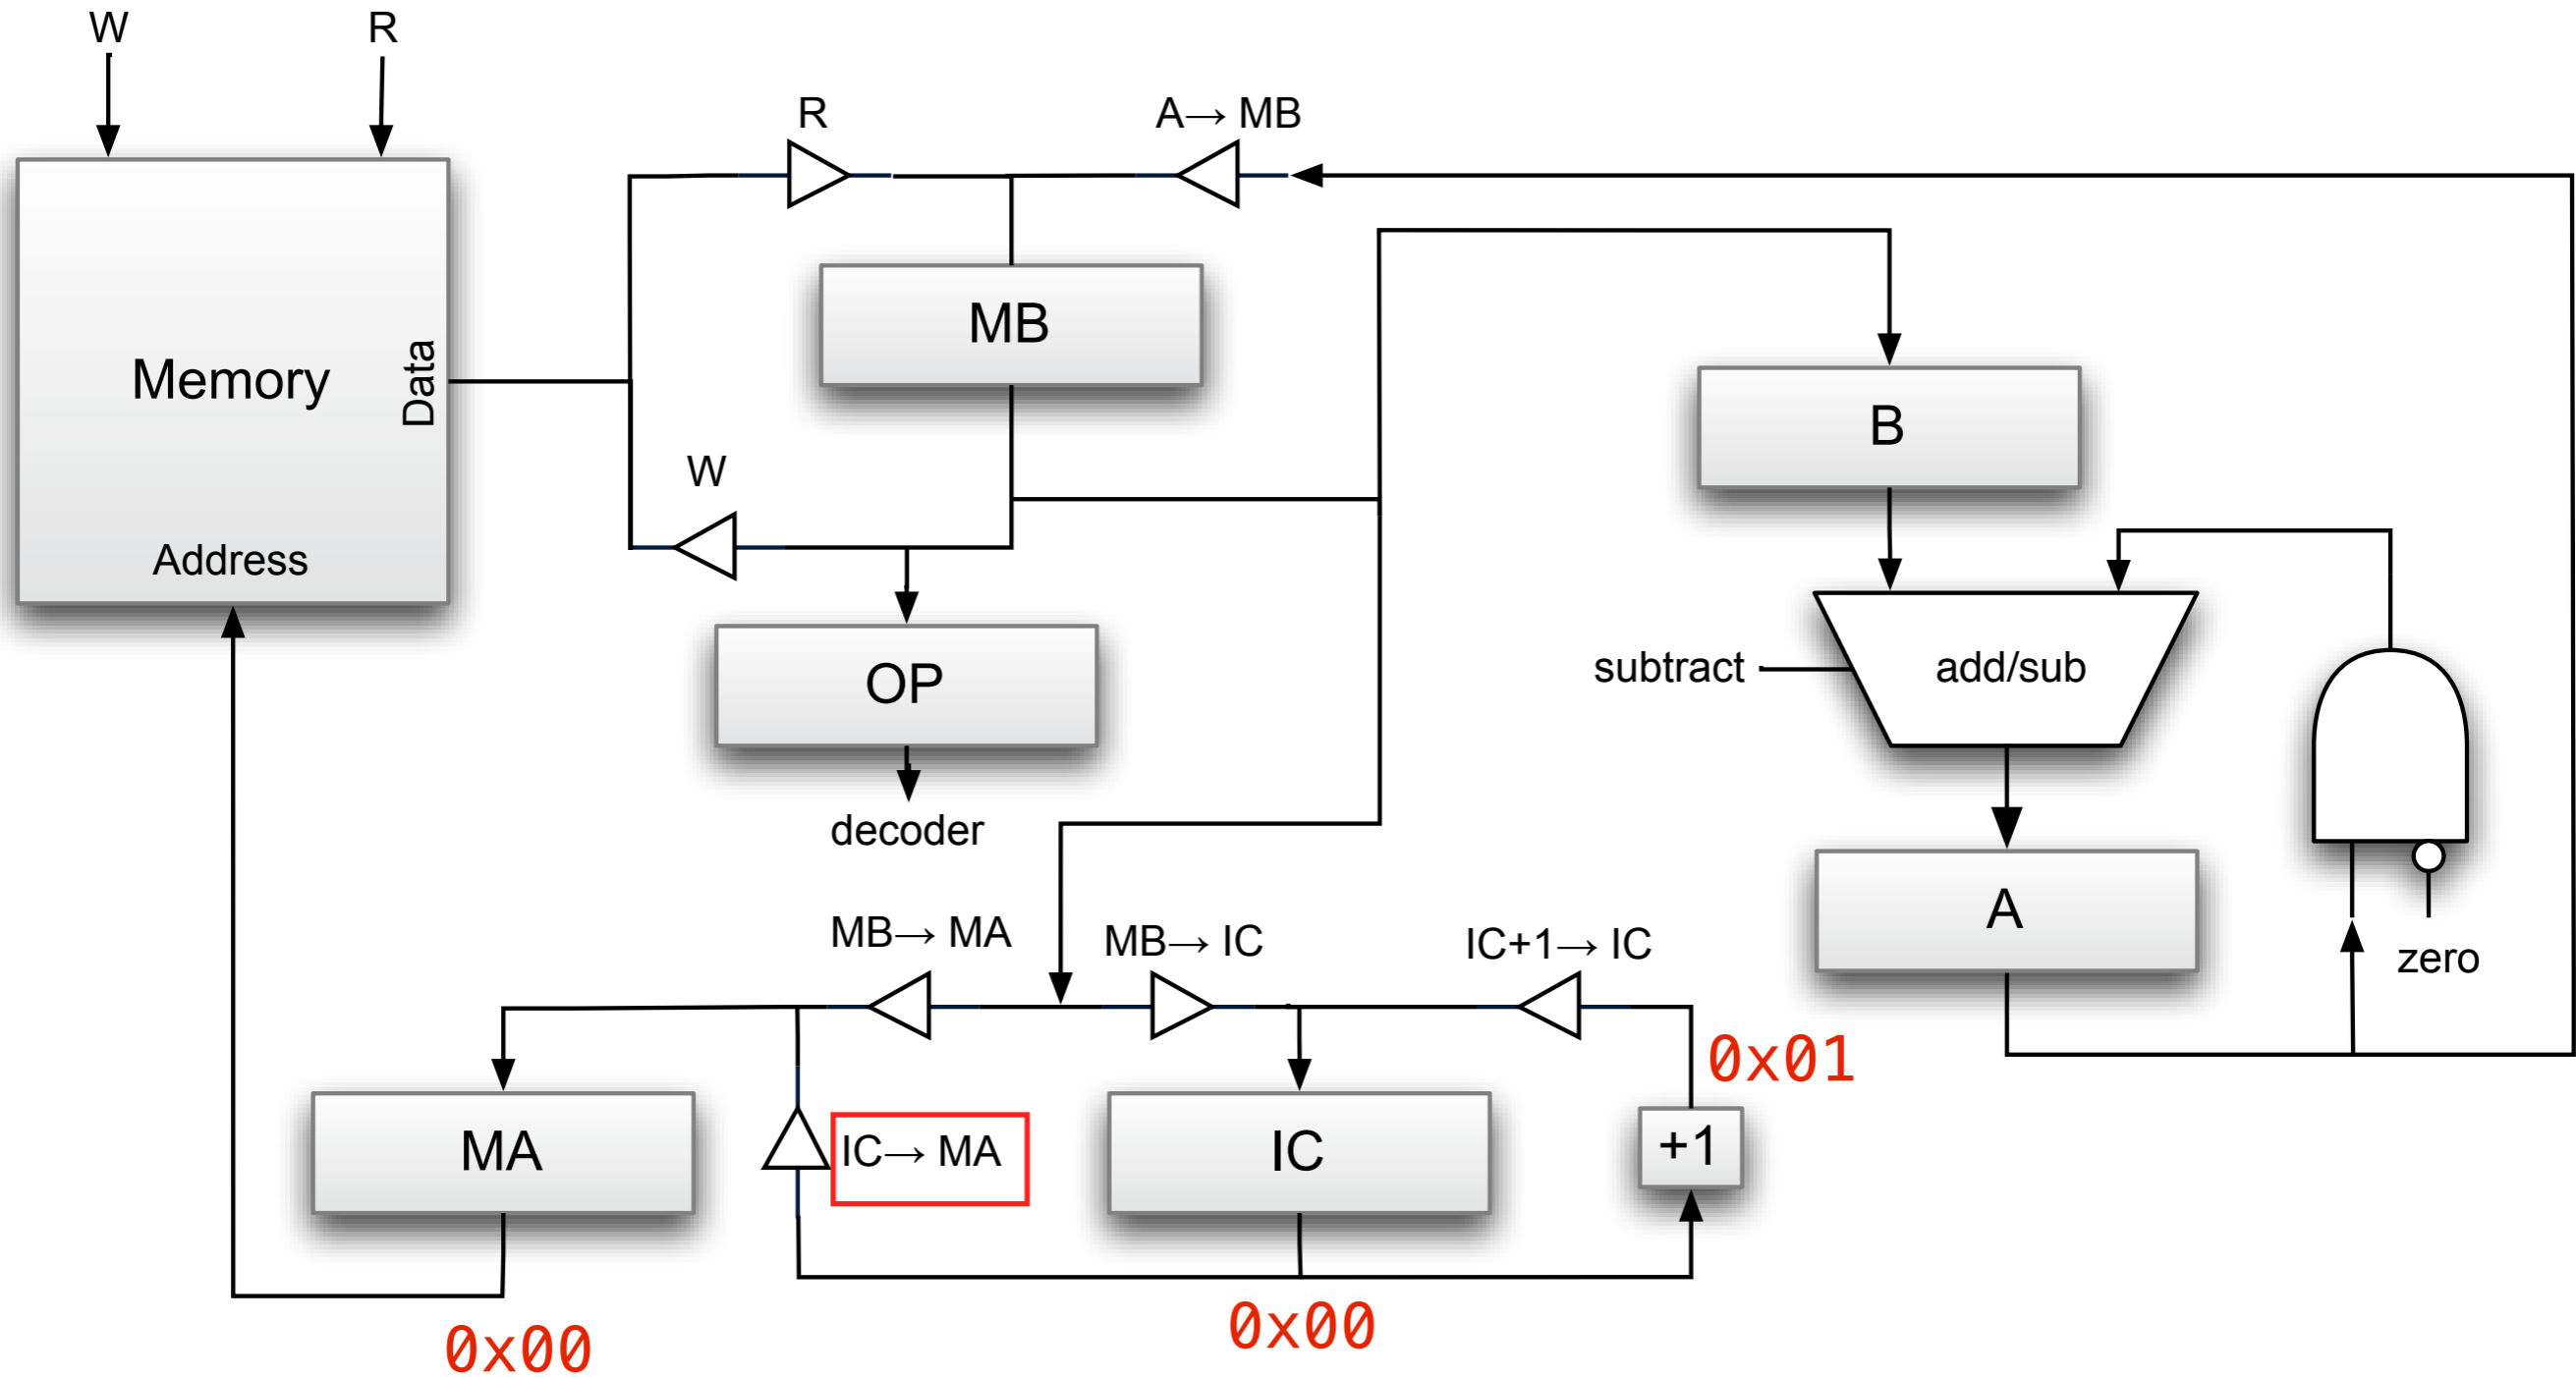 W
R
R
A→ MB
MB
Memory
Data
B
W
Address
subtract
add/sub
OP
decoder
A
MB→ MA
MB→ IC
IC+1→ IC
zero
0x01
MA
IC→ MA
IC
+1
0x00
0x00